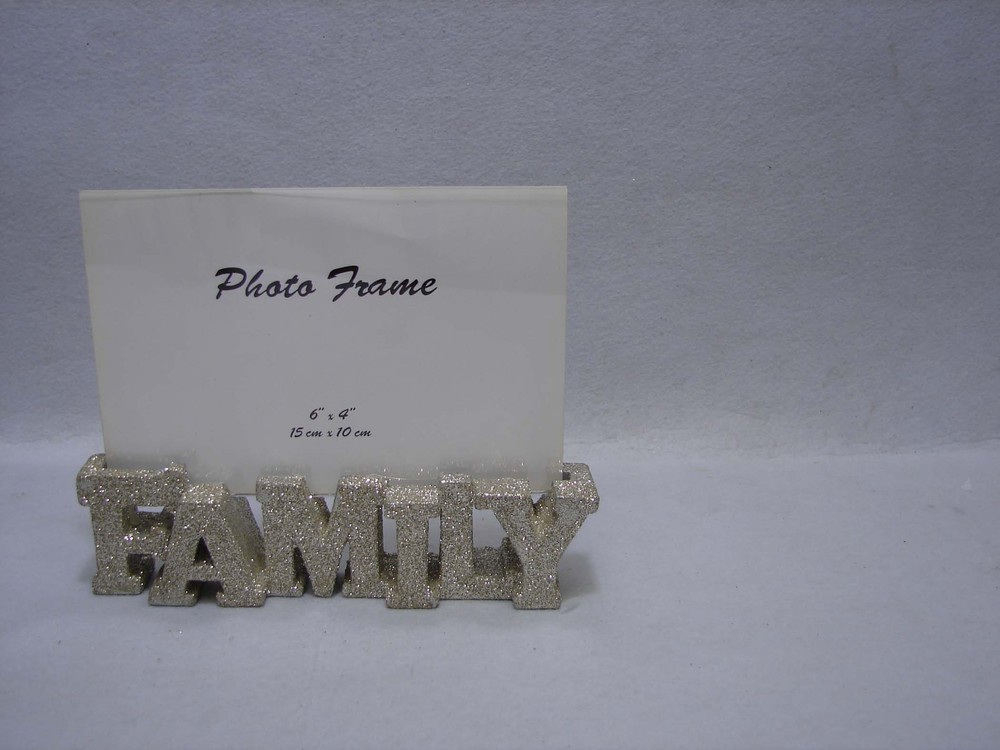 Photo Frame
6" x 4"
15 cm x 10 cm
FAMILY